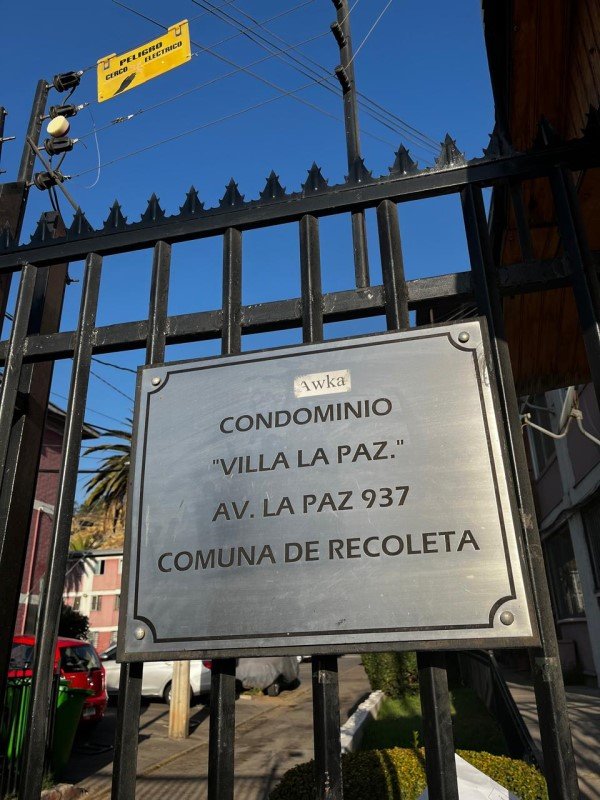 PELIGRO
CERCO ELECTRICO
Awka
CONDOMINIO
"VILLA LA PAZ."
AV. LA PAZ 937
COMUNA DE RECOLETA